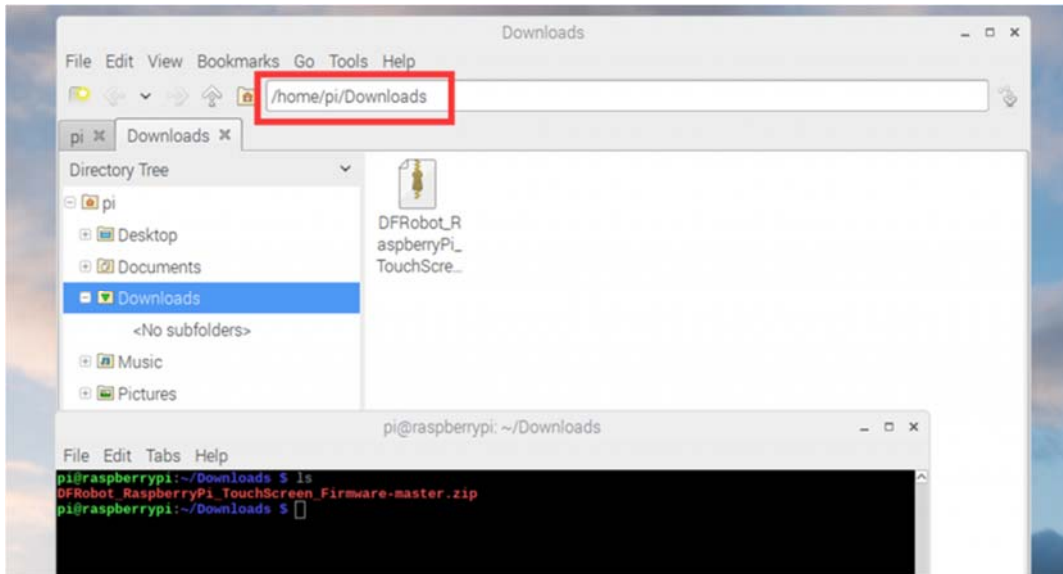 Downloads
File Edit View Bookmarks Go Tools Help
/home/pi/Downloads
pi Downloads
Directory Tree
pi
Desktop
Documents
Downloads
<No subfolders>
Music
Pictures
DFRobot_R
aspberryPi_
TouchScre...
pi@raspberrypi: ~/Downloads
File Edit Tabs Help
pi@raspberrypi:~/Downloads $ ls
DFRobot_RaspberryPi_TouchScreen_Firmware-master.zip
pi@raspberrypi:~/Downloads $